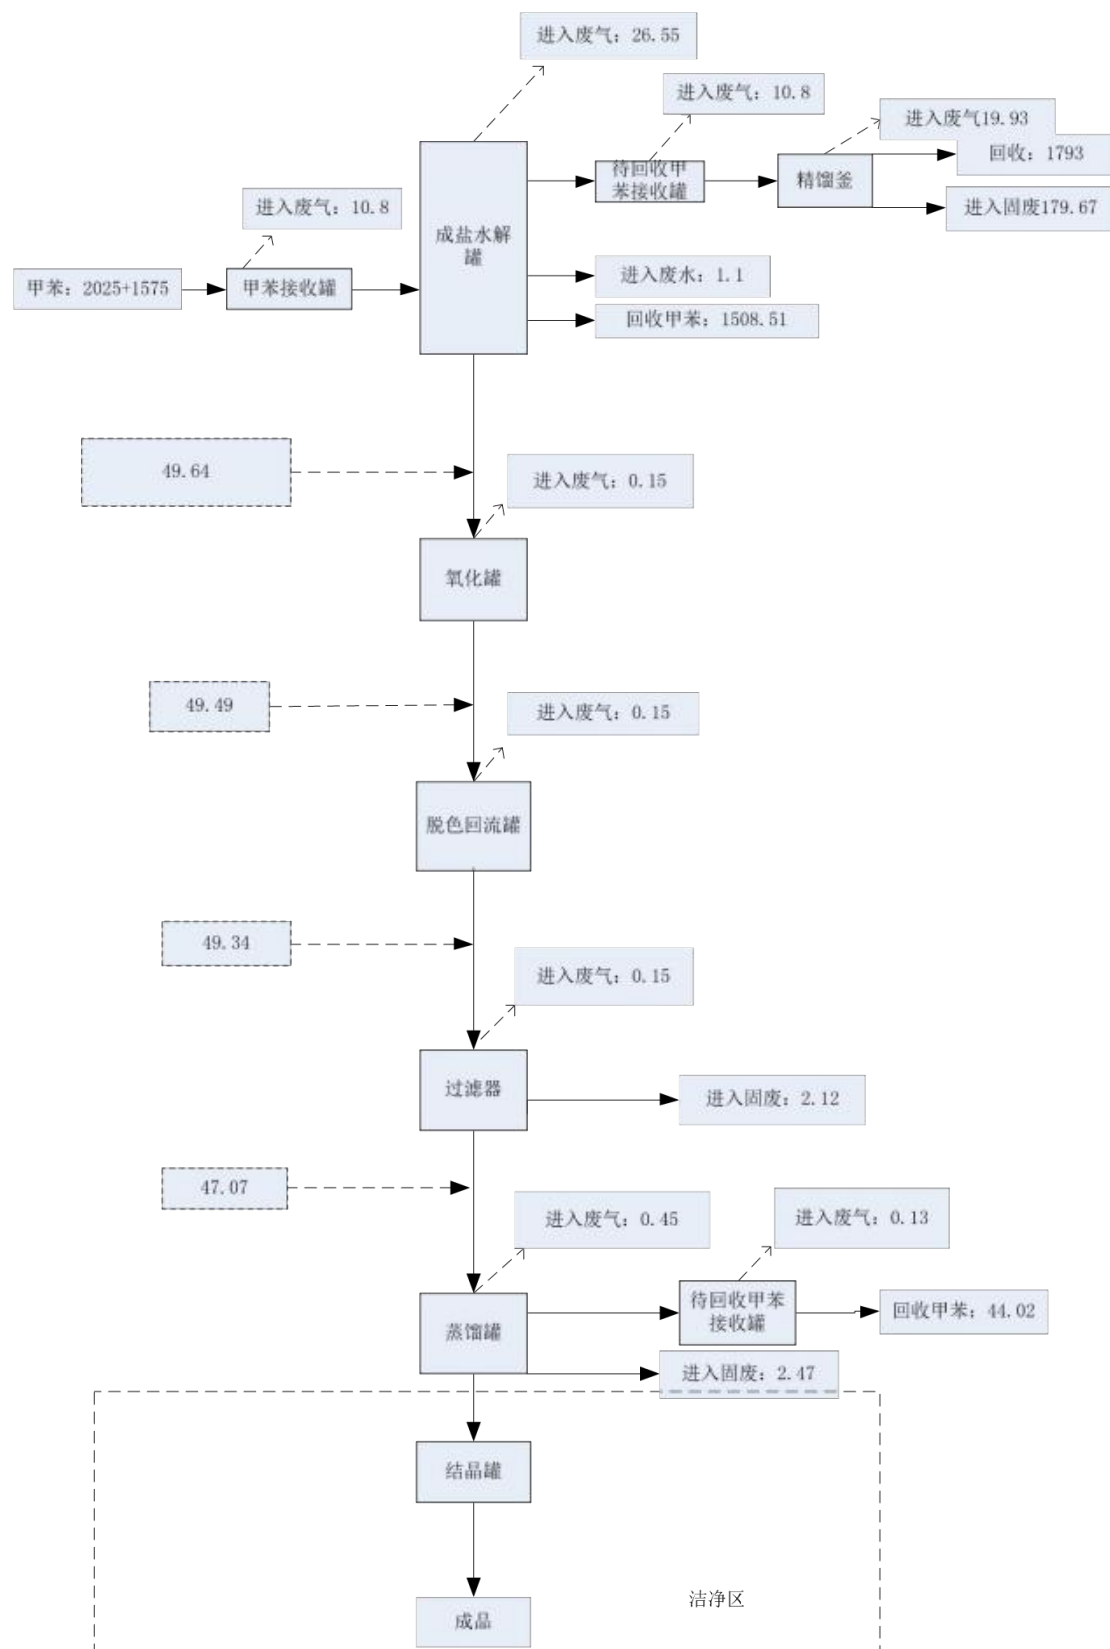 进入废气：26.55
进入废气：10.8
进入废气19.93
回收：1793
待回收甲
苯接收罐
精馏釜
进入废气：10.8
进入固废179.67
成盐水解
罐
甲苯：2025+1575
甲苯接收罐
进入废水：1.1
回收甲苯：1508.51
49.64
进入废气：0.15
氧化罐
49.49
进入废气：0.15
脱色回流罐
49.34
进入废气：0.15
过滤器
进入固废：2.12
47.07
进入废气：0.45
进入废气：0.13
待回收甲苯
接收罐
回收甲苯；44.02
蒸馏罐
进入固废：2.47
结晶罐
洁净区
成品